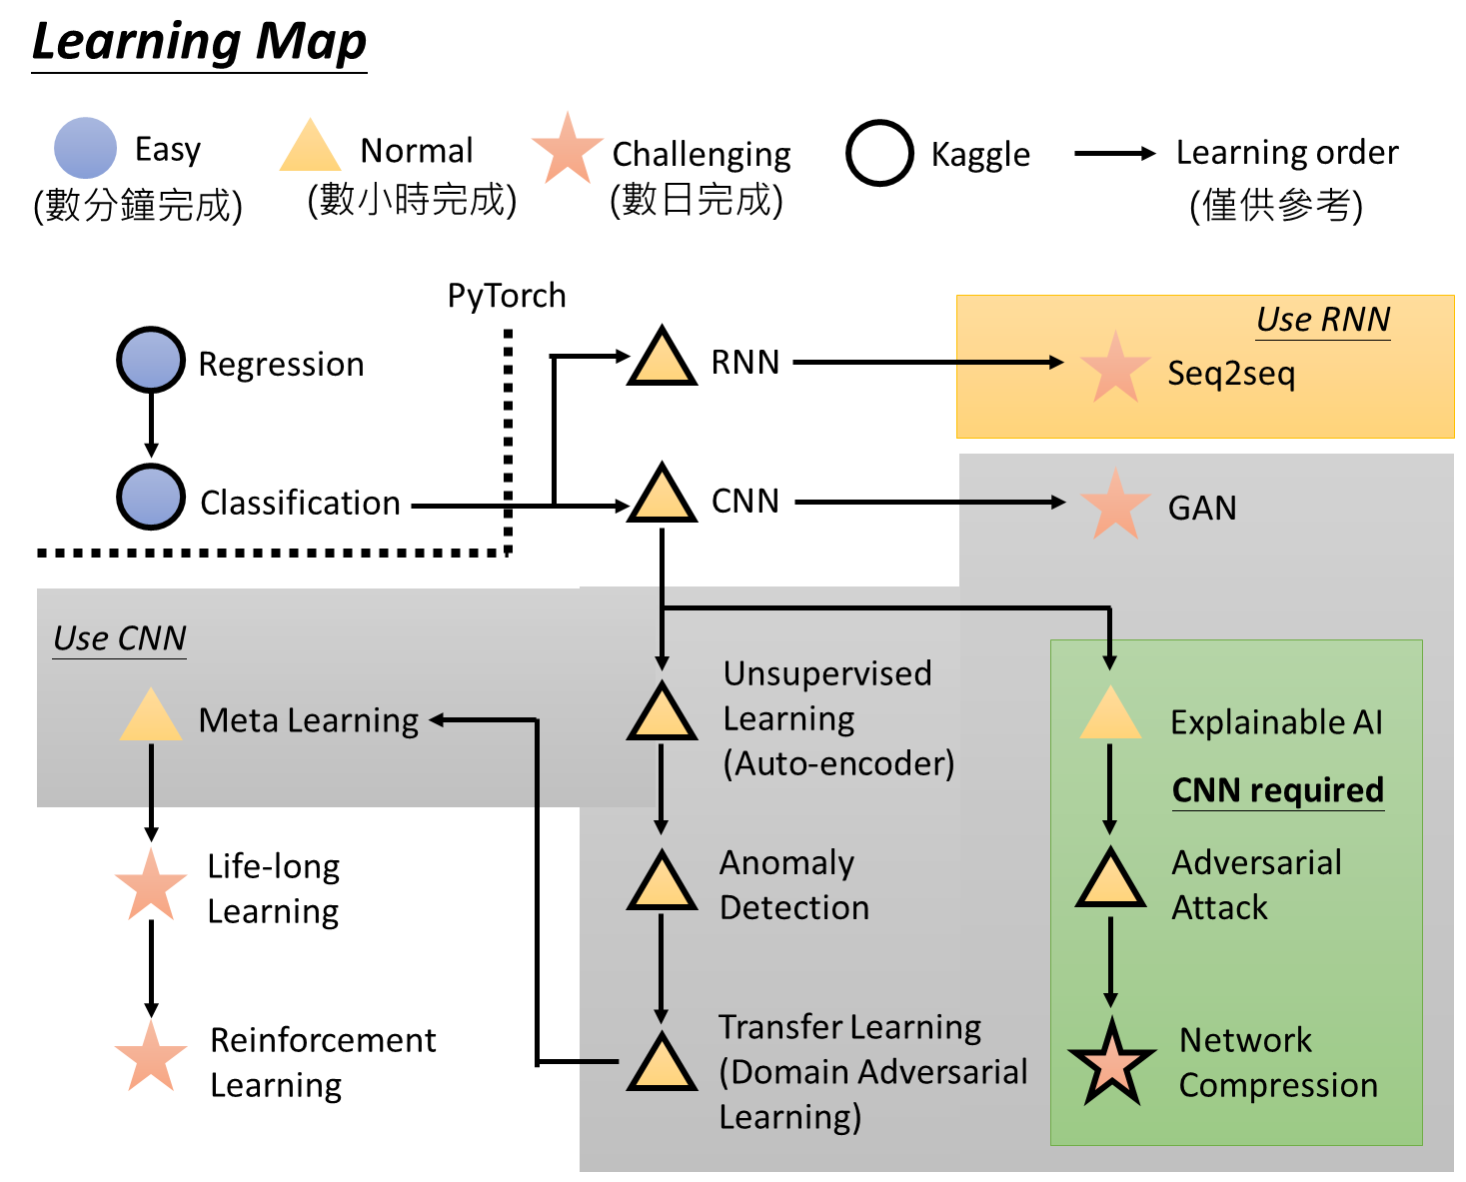 Learning Map
Easy
(數分鐘完成)
Normal
(數小時完成)
Challenging
(數日完成)
Kaggle
Learning order
(僅供參考)
PyTorch
Regression
Classification
RNN
CNN
Use RNN
Seq2seq
GAN
Use CNN
Meta Learning
Life-long
Learning
Reinforcement
Learning
Unsupervised
Learning
(Auto-encoder)
Anomaly
Detection
Transfer Learning
(Domain Adversarial
Learning)
Explainable AI
CNN required
Adversarial
Attack
Network
Compression